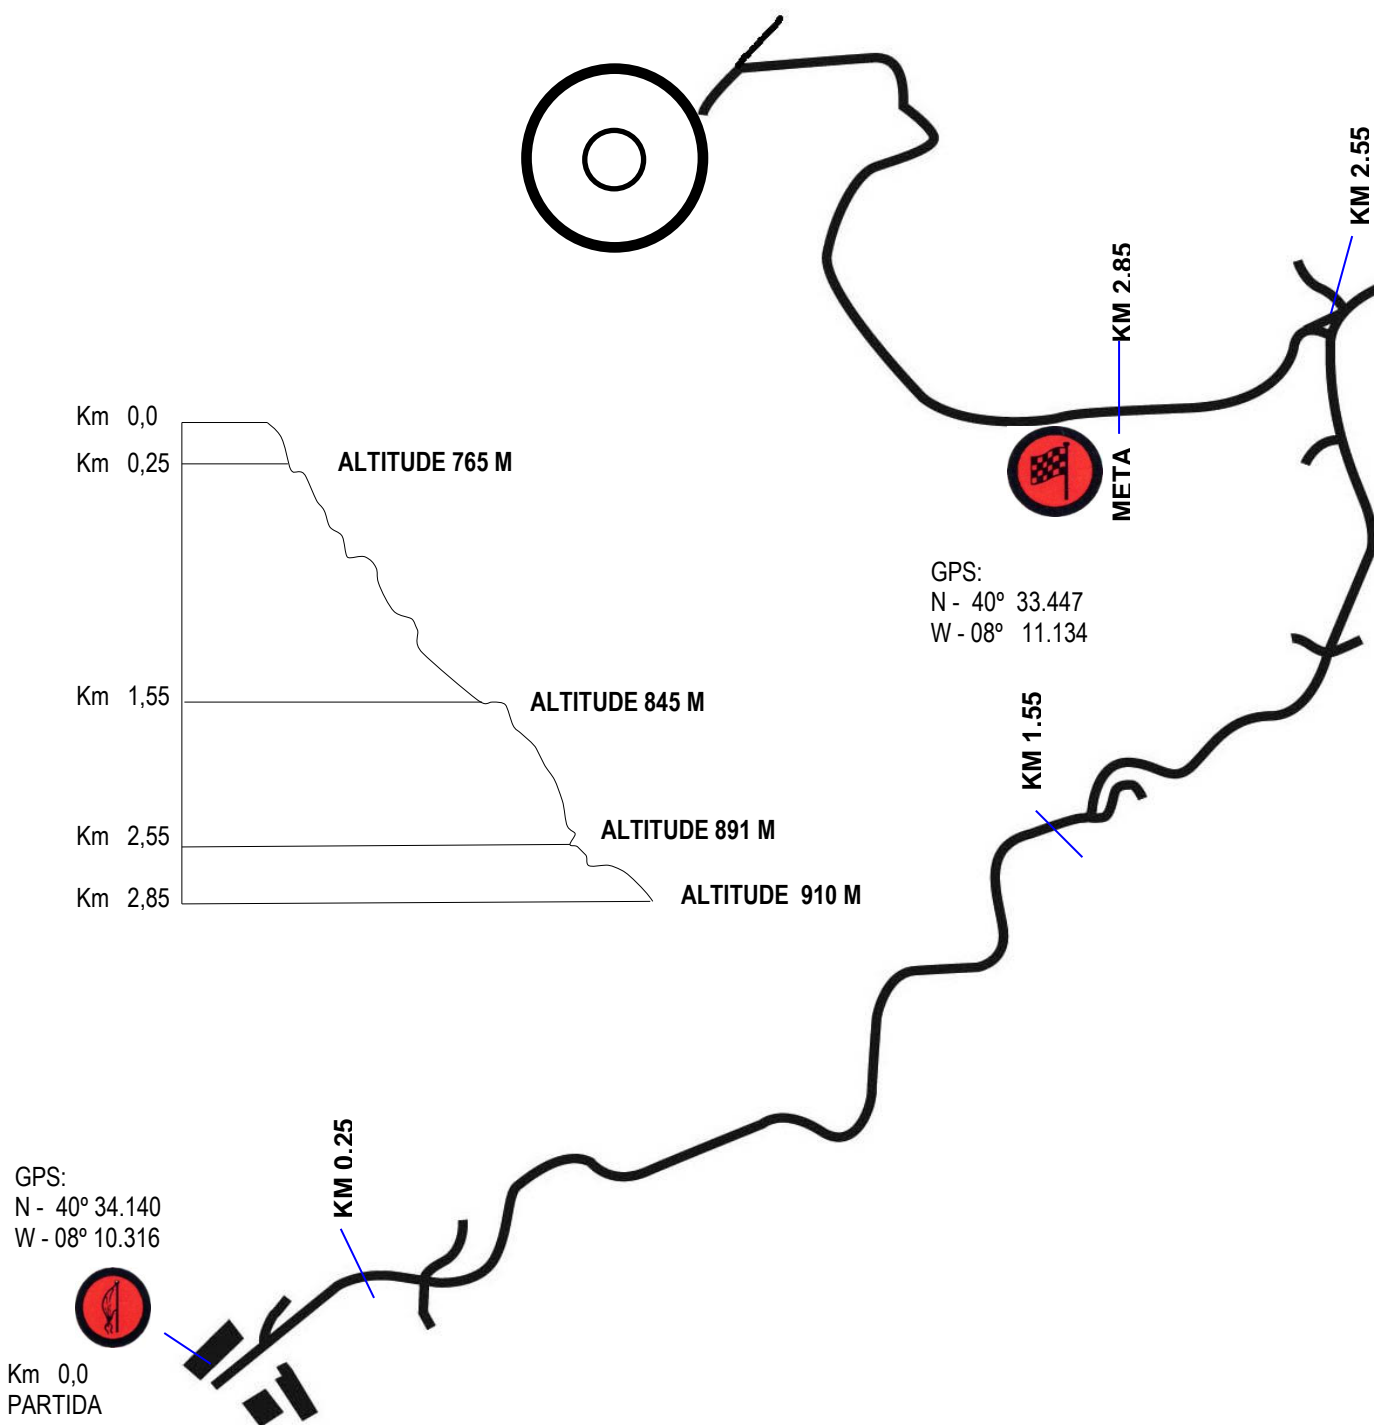 KM 2.55
KM 2.85
META
Km 0,0
Km 0,25
ALTITUDE 765 M
GPS:
N - 40º 33.447
W - 08º 11.134
Km 1,55
ALTITUDE 845 M
KM 1.55
Km 2,55
ALTITUDE 891 M
Km 2,85
ALTITUDE 910 M
KM 0.25
GPS:
N - 40º 34.140
W - 08º 10.316
Km 0,0
PARTIDA